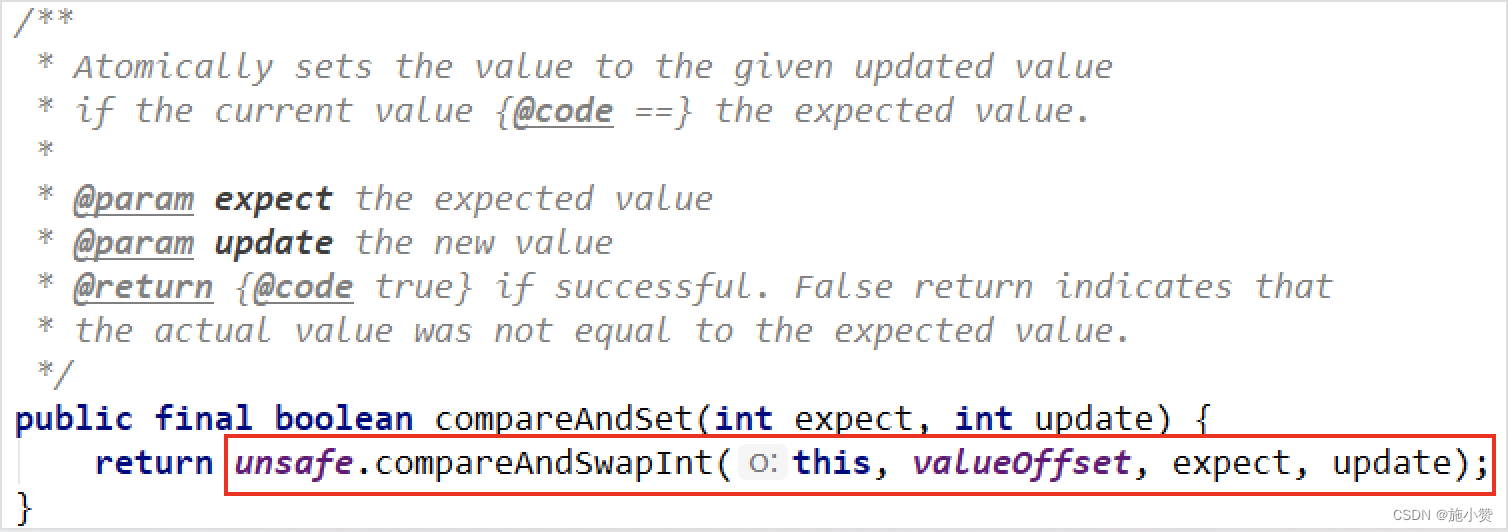 /**
 * Atomically sets the value to the given updated value
 * if the current value {@code ==} the expected value.
 *
 * @param expect the expected value
 * @param update the new value
 * @return {@code true} if successful. False return indicates that
 * the actual value was not equal to the expected value.
 */
public final boolean compareAndSet(int expect, int update) {
    return unsafe.compareAndSwapInt( o: this, valueOffset, expect, update);
}
CSDN @施小赞